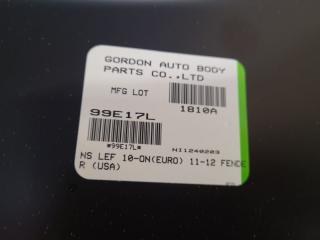 GORDON AUTO BODY
PARTS CO.,LTD
MFG LOT
1810A
99E17L
*99E17L*
NI1240203
NS LEF 10-ON(EURO) 11-12 FENDE
R (USA)